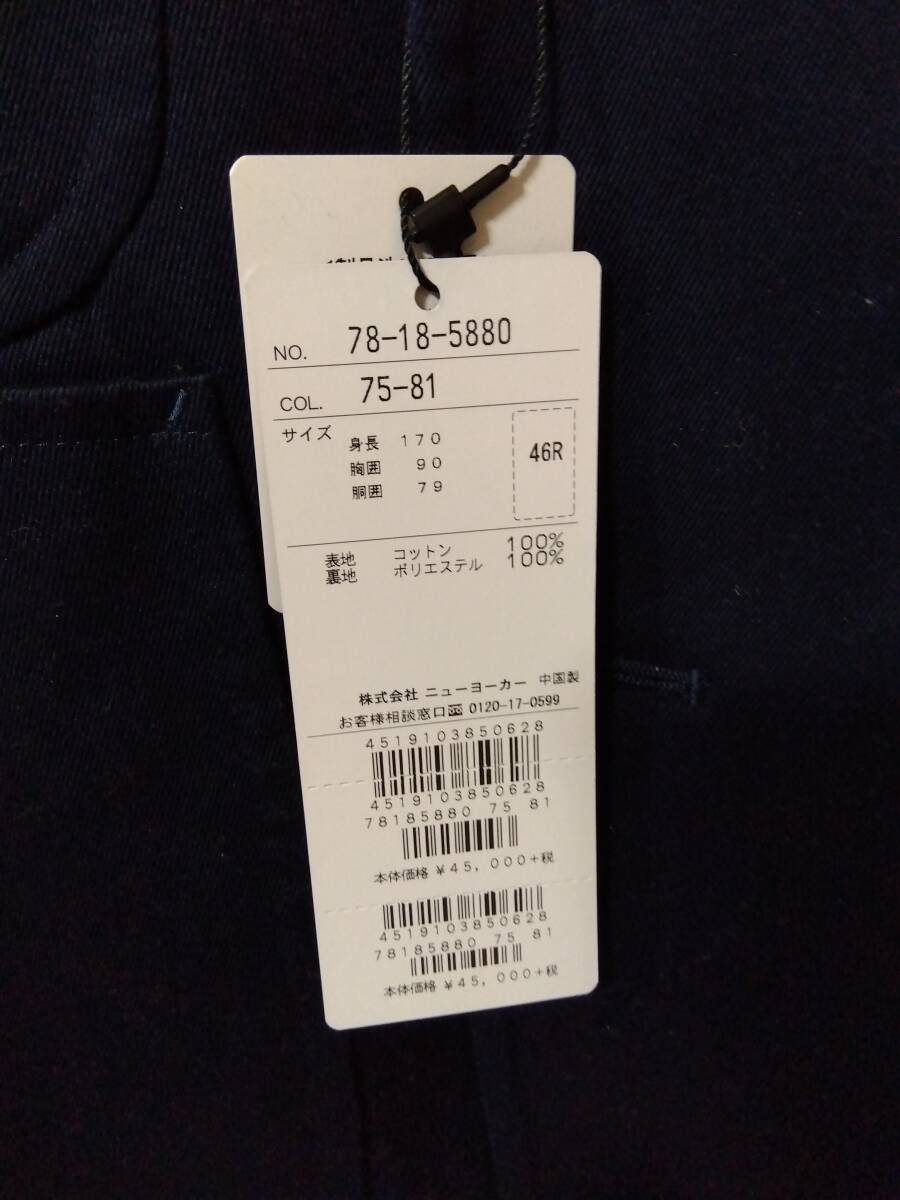 NO. 78-18-5880
COL. 75-81
サイズ 身長 170
胸囲 90
胴囲 79
46R
表地 コットン 100%
裏地 ポリエステル 100%
株式会社 ニューヨーカー 中国製
お客様相談窓口 0120-17-0599
4519103850628
4519103850628
78185880 75 81
本体価格 ¥45,000+税
4519103850628
78185880 75 81
本体価格 ¥45,000+税